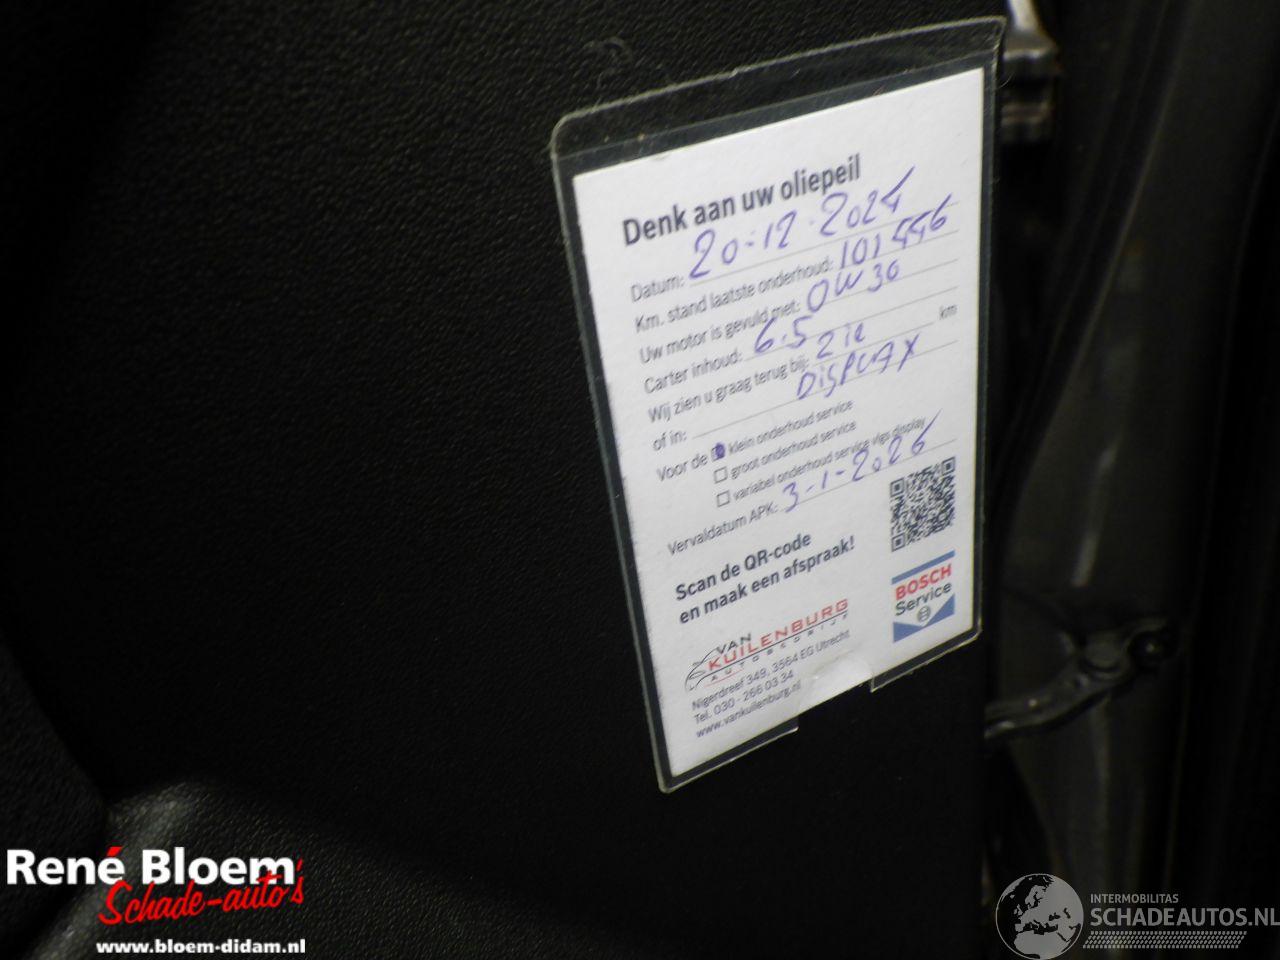 Denk aan uw oliepeil
Datum: 20-12-2024
Km. stand laatste onderhoud: 101446
Uw motor is gevuld met: 0W30
Carter inhoud: 6.5
Wij zien u graag terug bij: Zie km
of in: DISPLAY
Voor de klein onderhoud service
groot onderhoud service
variabel onderhoud service vlgs display
Vervaldatum APK: 3-1-2026
Scan de QR-code
en maak een afspraak!
BOSCH
Service
VAN
KUILENBURG
AUTOBEDRIJF
Nigerdreef 349, 3564 EG Utrecht
Tel. 030 - 266 03 34
www.vankuilenburg.nl
René Bloem
Schade-auto's
www.bloem-didam.nl
INTERMOBILITAS
SCHADEAUTOS.NL